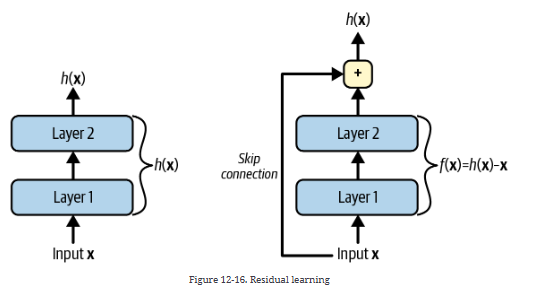 h(x)
Layer 2
h(x)
Layer 1
Input x
h(x)
+
Layer 2
Skip
connection
f(x)=h(x)-x
Layer 1
Input x
Figure 12-16. Residual learning